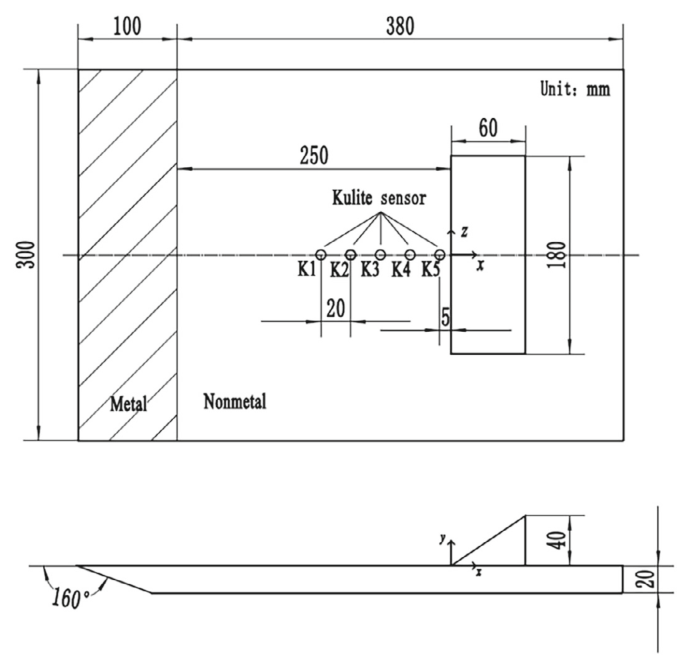 100 380
Unit: mm
60
250
Kulite sensor
z
300
K1 K2 K3 K4 K5
x
180
20
5
Metal
Nonmetal
y
40
x
160°
20